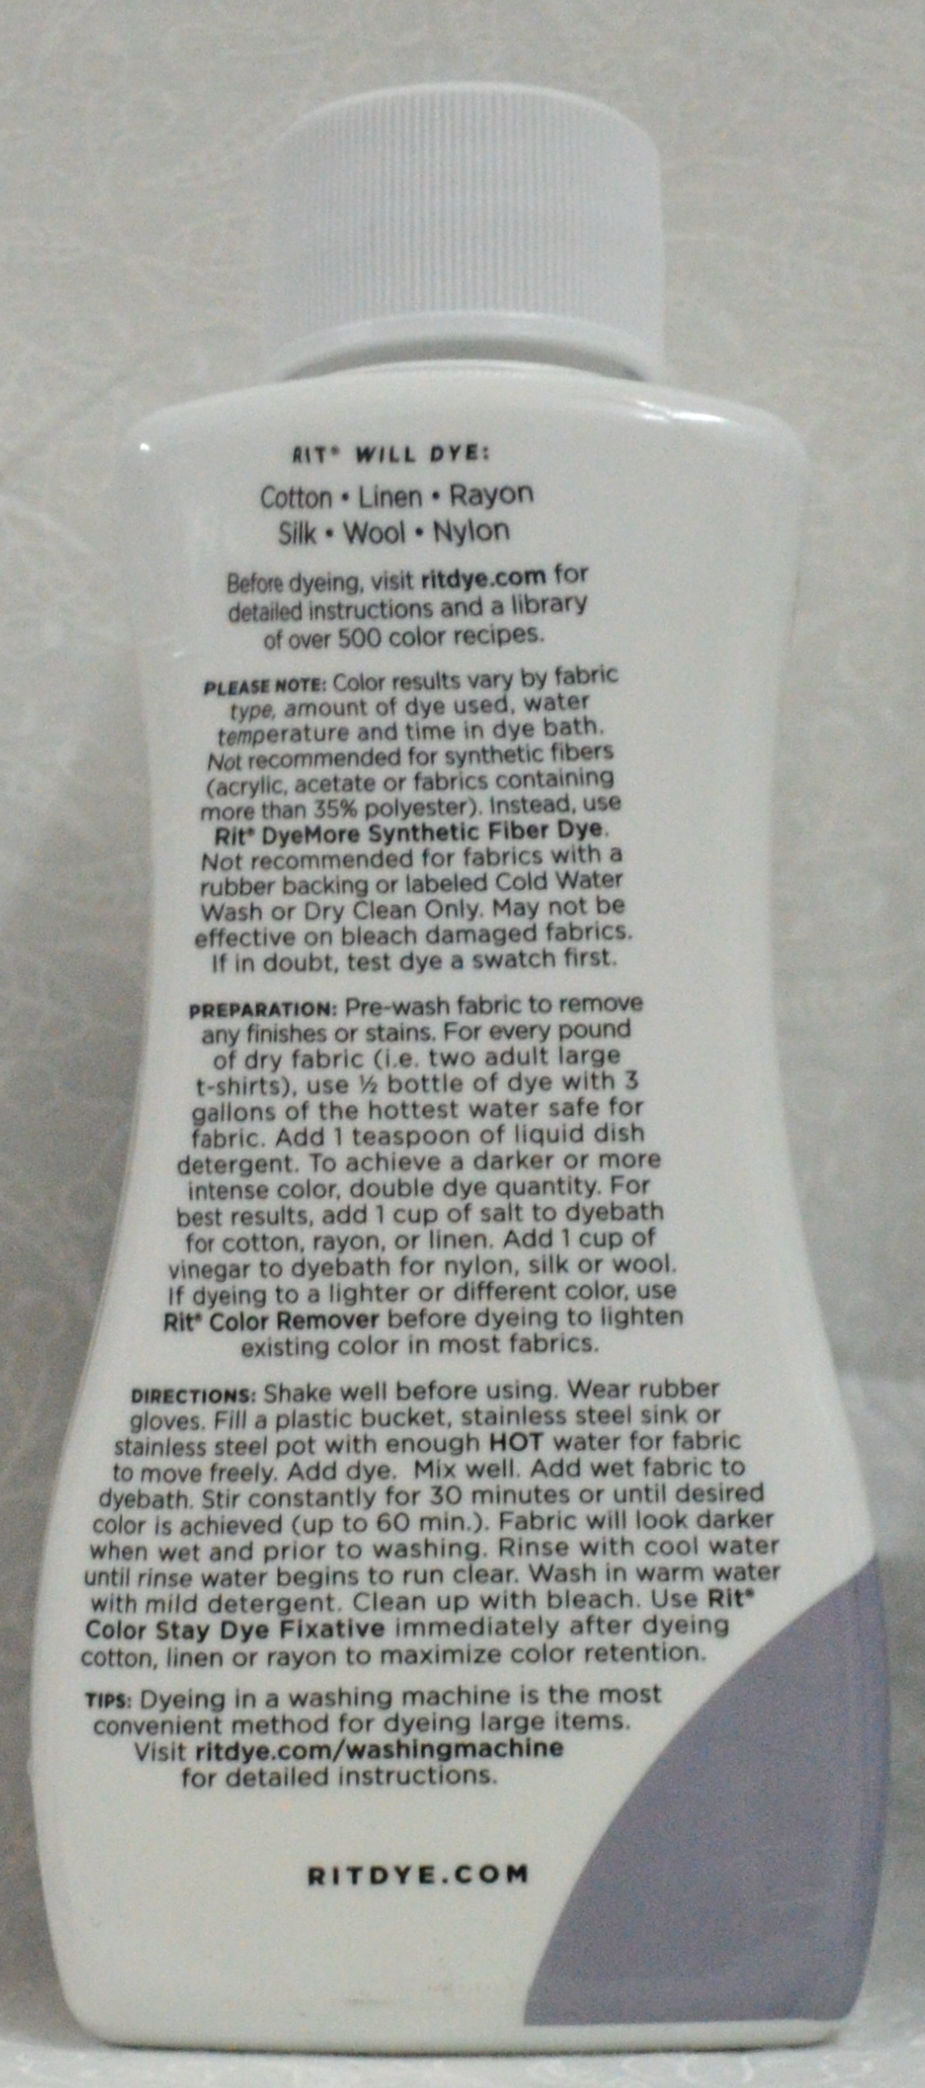 RIT® WILL DYE:
Cotton • Linen • Rayon
Silk • Wool • Nylon
Before dyeing, visit ritdye.com for
detailed instructions and a library
of over 500 color recipes.
PLEASE NOTE: Color results vary by fabric
type, amount of dye used, water
temperature and time in dye bath.
Not recommended for synthetic fibers
(acrylic, acetate or fabrics containing
more than 35% polyester). Instead, use
Rit® DyeMore Synthetic Fiber Dye.
Not recommended for fabrics with a
rubber backing or labeled Cold Water
Wash or Dry Clean Only. May not be
effective on bleach damaged fabrics.
If in doubt, test dye a swatch first.
PREPARATION: Pre-wash fabric to remove
any finishes or stains. For every pound
of dry fabric (i.e. two adult large
t-shirts), use ½ bottle of dye with 3
gallons of the hottest water safe for
fabric. Add 1 teaspoon of liquid dish
detergent. To achieve a darker or more
intense color, double dye quantity. For
best results, add 1 cup of salt to dyebath
for cotton, rayon, or linen. Add 1 cup of
vinegar to dyebath for nylon, silk or wool.
If dyeing to a lighter or different color, use
Rit® Color Remover before dyeing to lighten
existing color in most fabrics.
DIRECTIONS: Shake well before using. Wear rubber
gloves. Fill a plastic bucket, stainless steel sink or
stainless steel pot with enough HOT water for fabric
to move freely. Add dye. Mix well. Add wet fabric to
dyebath. Stir constantly for 30 minutes or until desired
color is achieved (up to 60 min.). Fabric will look darker
when wet and prior to washing. Rinse with cool water
until rinse water begins to run clear. Wash in warm water
with mild detergent. Clean up with bleach. Use Rit®
Color Stay Dye Fixative immediately after dyeing
cotton, linen or rayon to maximize color retention.
TIPS: Dyeing in a washing machine is the most
convenient method for dyeing large items.
Visit ritdye.com/washingmachine
for detailed instructions.
RITDYE.COM